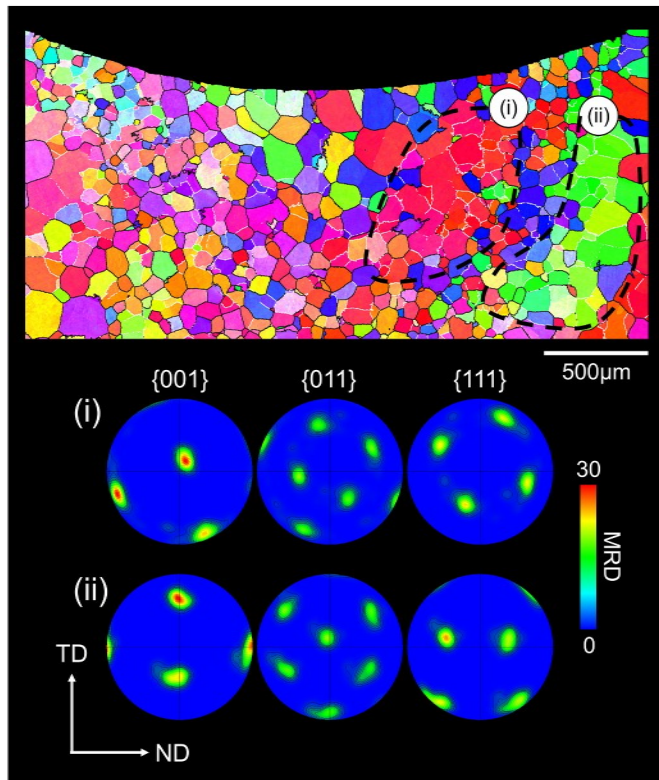 (i)
(ii)
500µm
{001} {011} {111}
(i)
30
MRD
0
(ii)
TD
ND